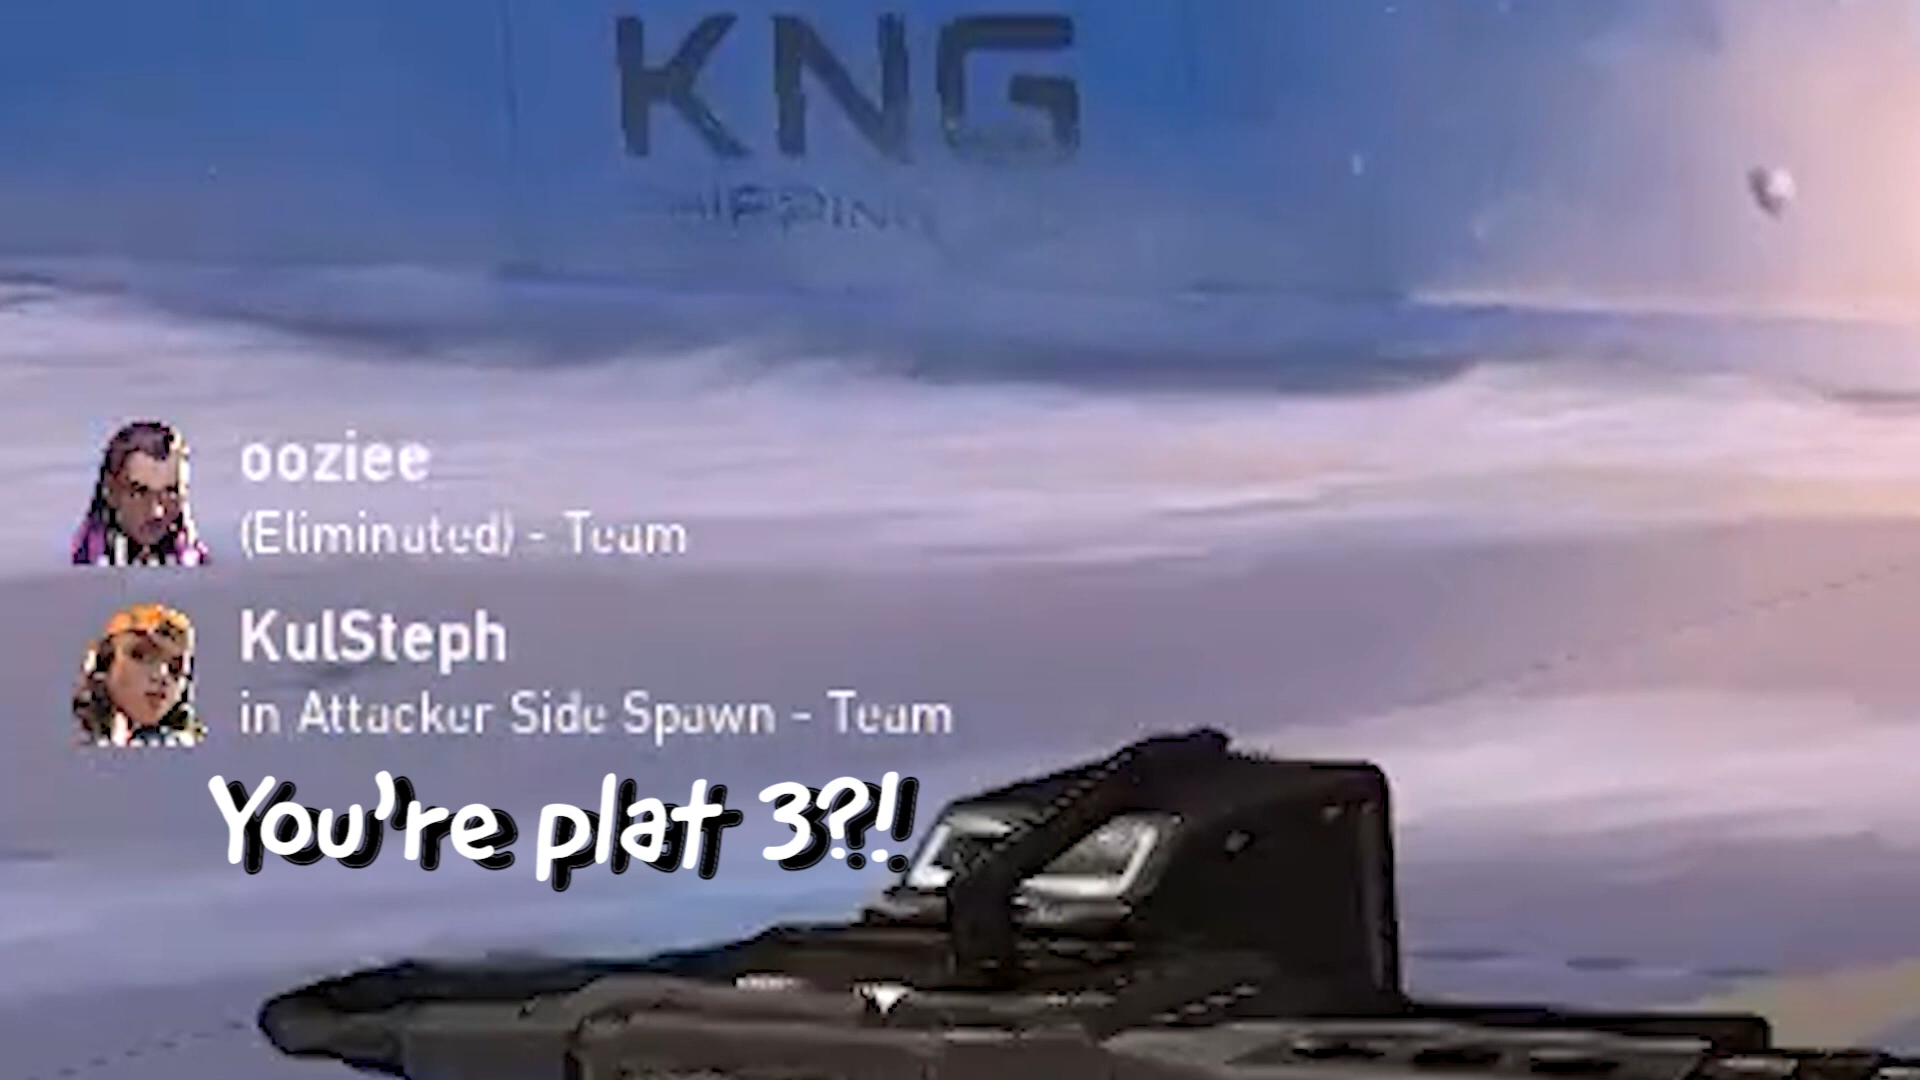 KNG
ooziee
(Eliminated) - Team
KulSteph
in Attacker Side Spawn - Team
You're plat 3?!